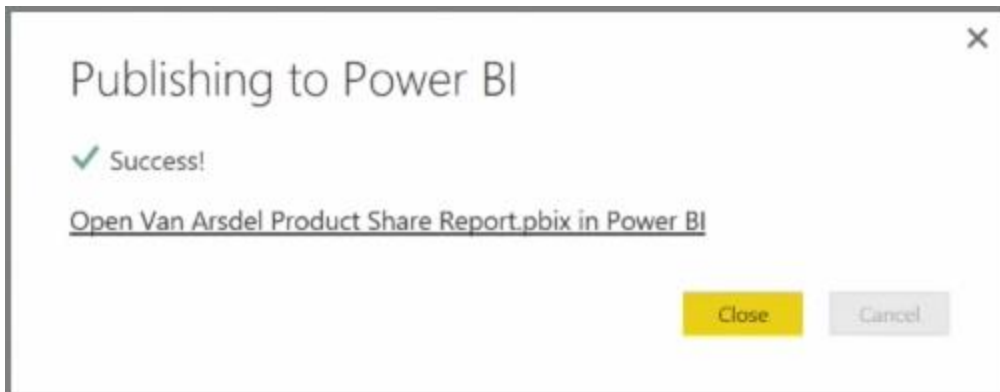 Publishing to Power BI
Success!
Open Van Arsdel Product Share Report.pbix in Power BI
Close Cancel